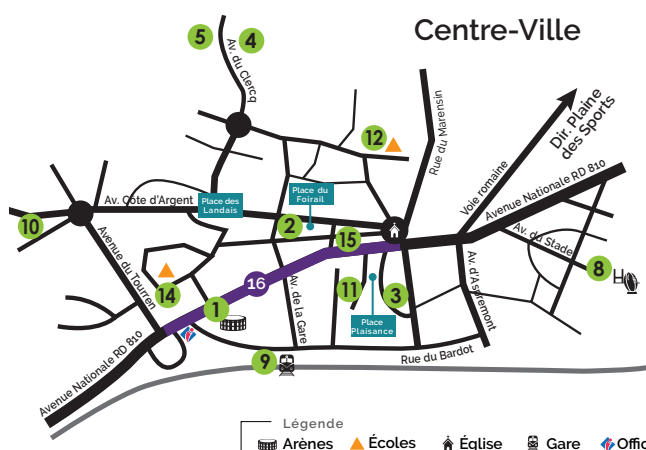 Centre-Ville
5
4
Av. du Clercq
Rue du Marensin
Dir. Plaine
des Sports
12
Voie romaine
Avenue Nationale RD 810
Av. Côte d'Argent
Place des
Landais
Place du
Foirail
10
2
15
Av. du Stade
8
Avenue du Tourren
14
16
1
Av. de la Gare
11
Place
Plaisance
3
Av. d'Aspremont
Avenue Nationale RD 810
9
Rue du Bardot
Légende
Arènes
Écoles
Église
Gare
Offic